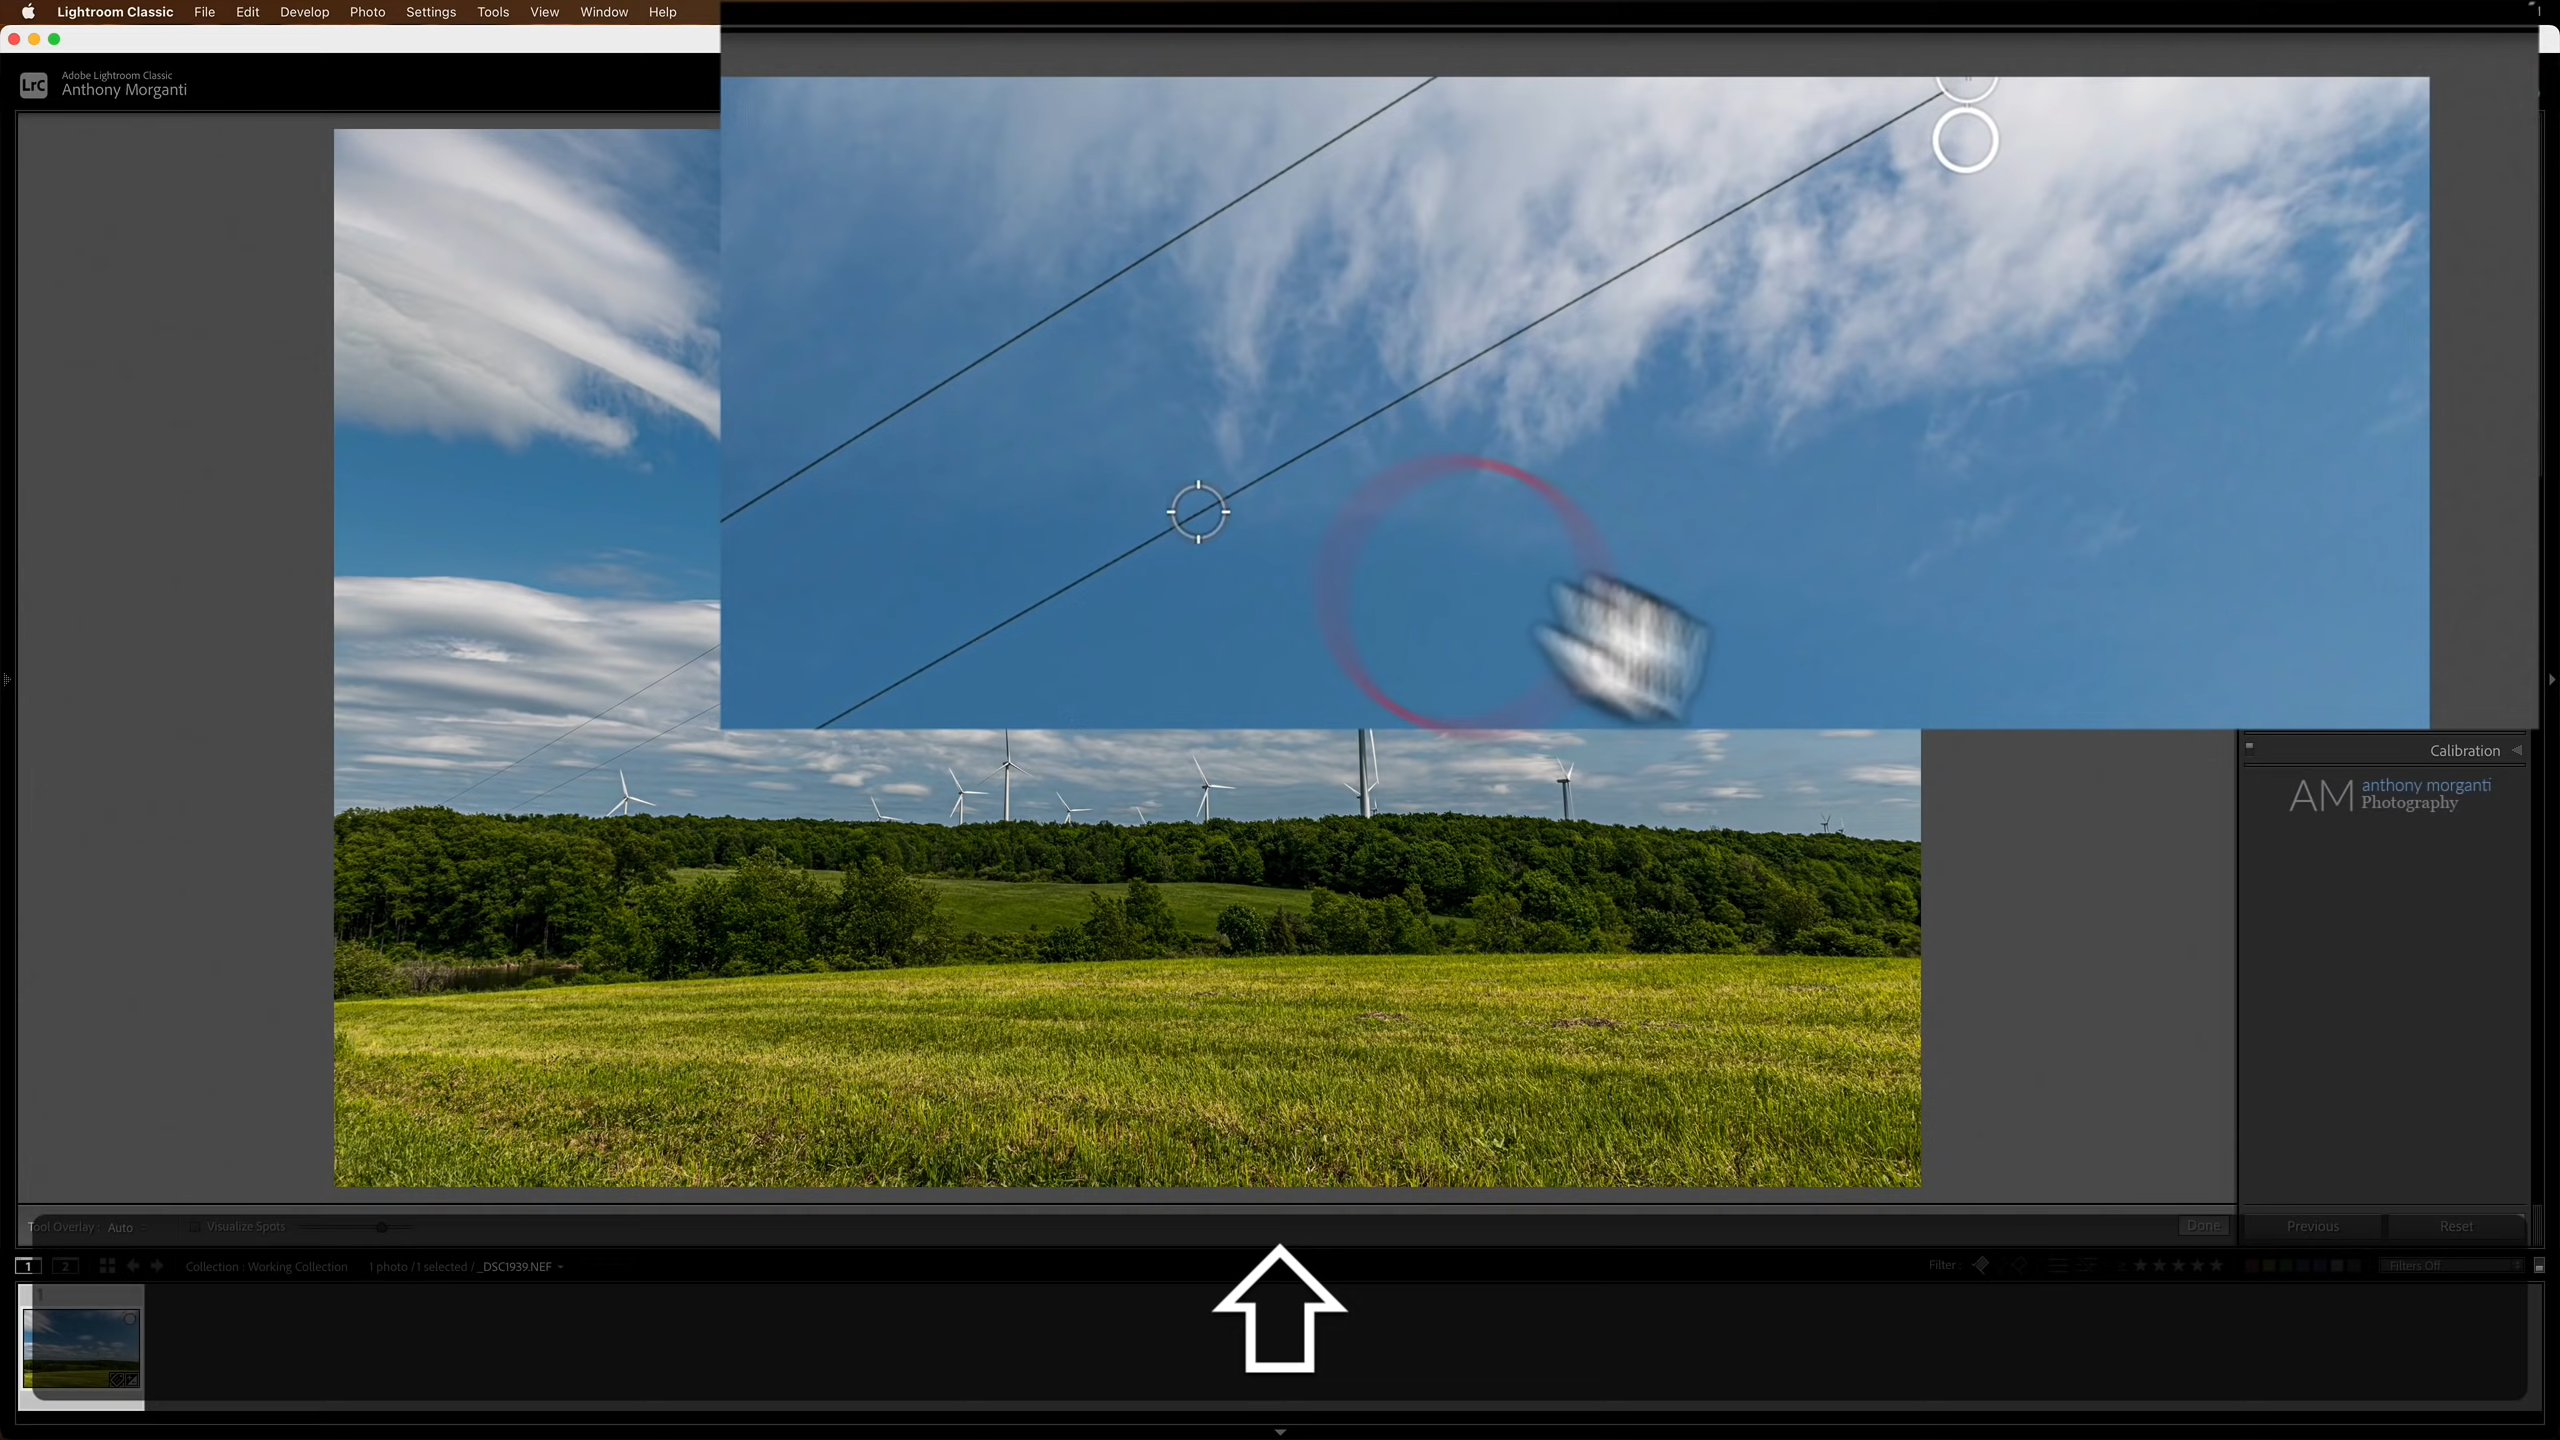 Lightroom Classic File Edit Develop Photo Settings Tools View Window Help
Adobe Lightroom Classic
LrC
Anthony Morganti
Calibration
AM anthony morganti
Photography
Tool Overlay : Auto Visualize Spots Done Previous Reset
1 2 Collection : Working Collection 1 photo / 1 selected / _DSC1939.NEF Filter : Filters Off
1